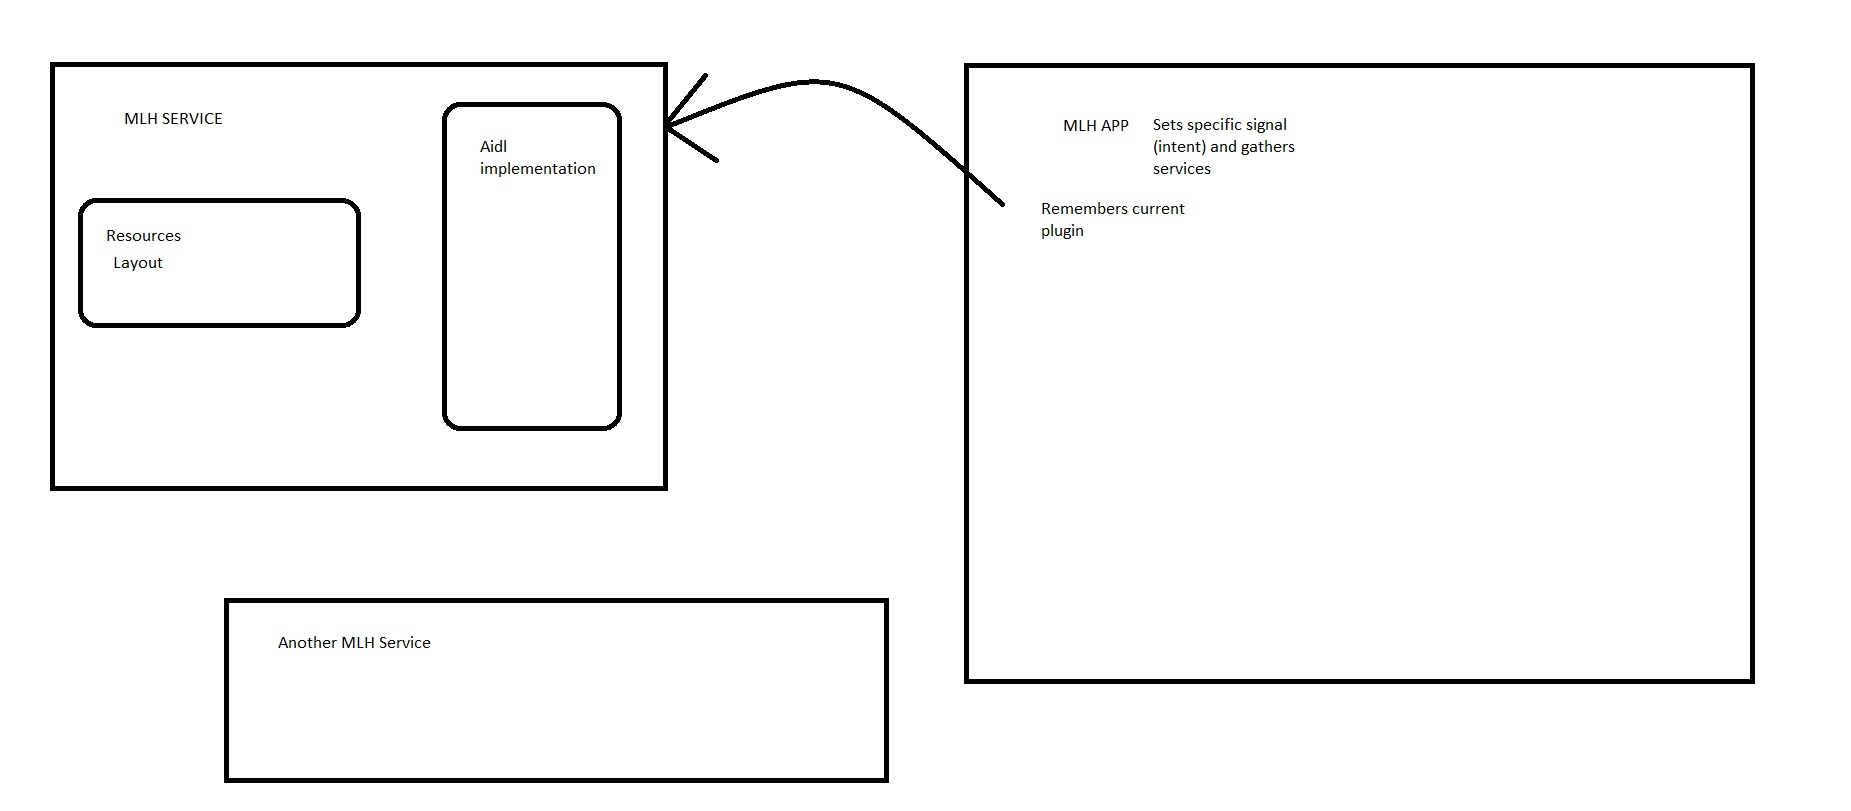 MLH SERVICE
Aidl
implementation
Resources
Layout
MLH APP
Sets specific signal
(intent) and gathers
services
Remembers current
plugin
Another MLH Service